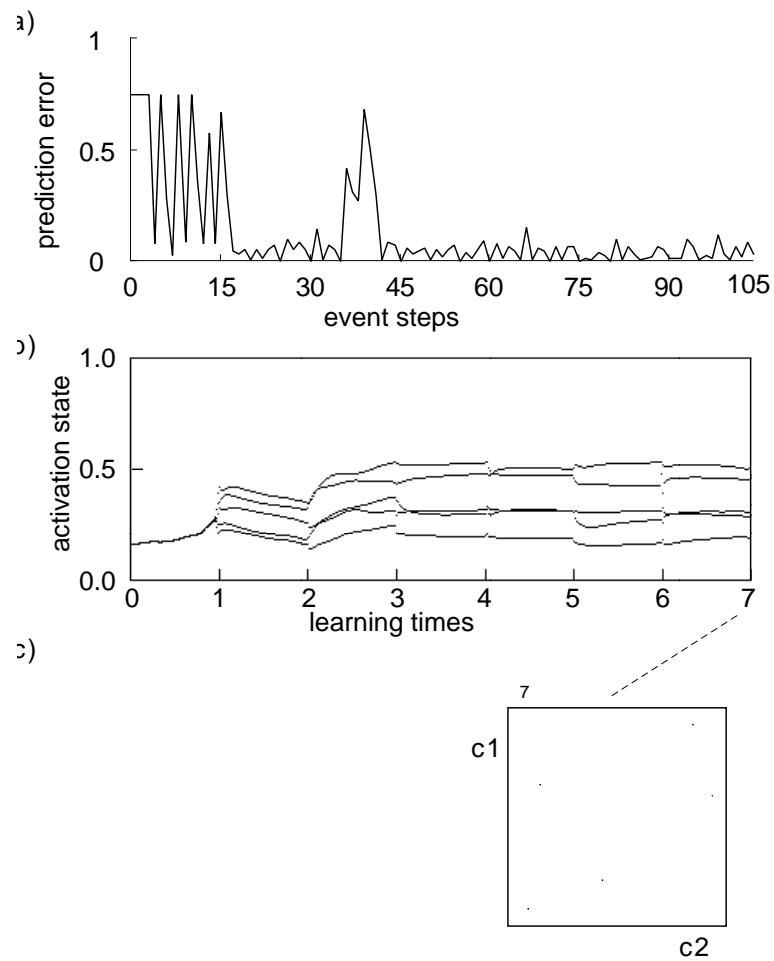 a)
1
0.5
0
prediction error
0 15 30 45 60 75 90 105
event steps
b)
1.0
0.5
0.0
activation state
0 1 2 3 4 5 6 7
learning times
c)
7
c1
c2